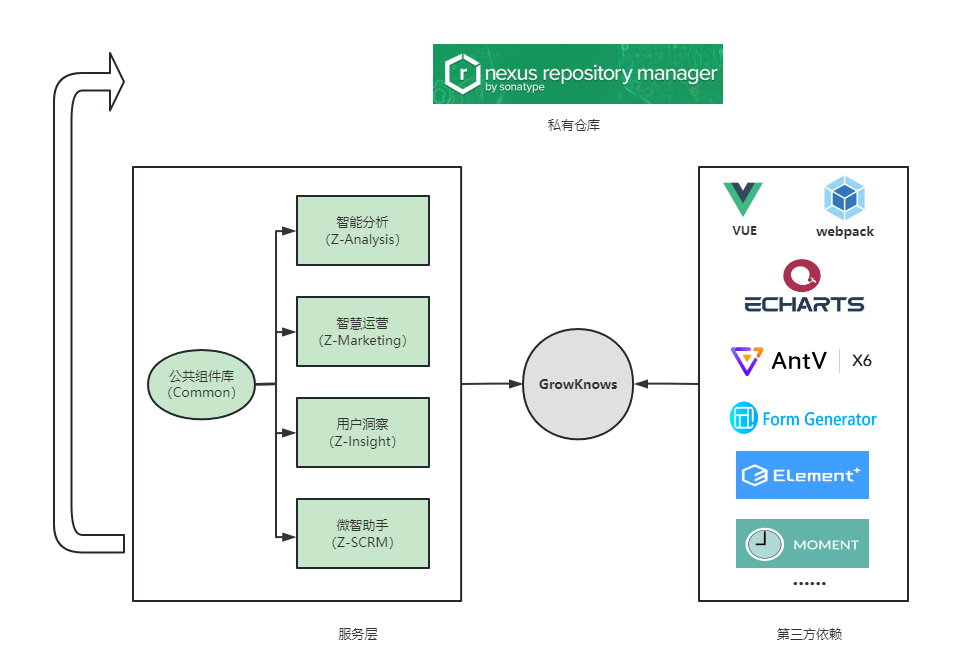 r nexus repository manager
by sonatype
私有仓库
智能分析
（Z-Analysis）
智慧运营
（Z-Marketing）
公共组件库
（Common）
用户洞察
（Z-Insight）
微智助手
（Z-SCRM）
服务层
GrowKnows
VUE
webpack
ECHARTS
AntV
X6
Form Generator
ELement+
MOMENT
......
第三方依赖